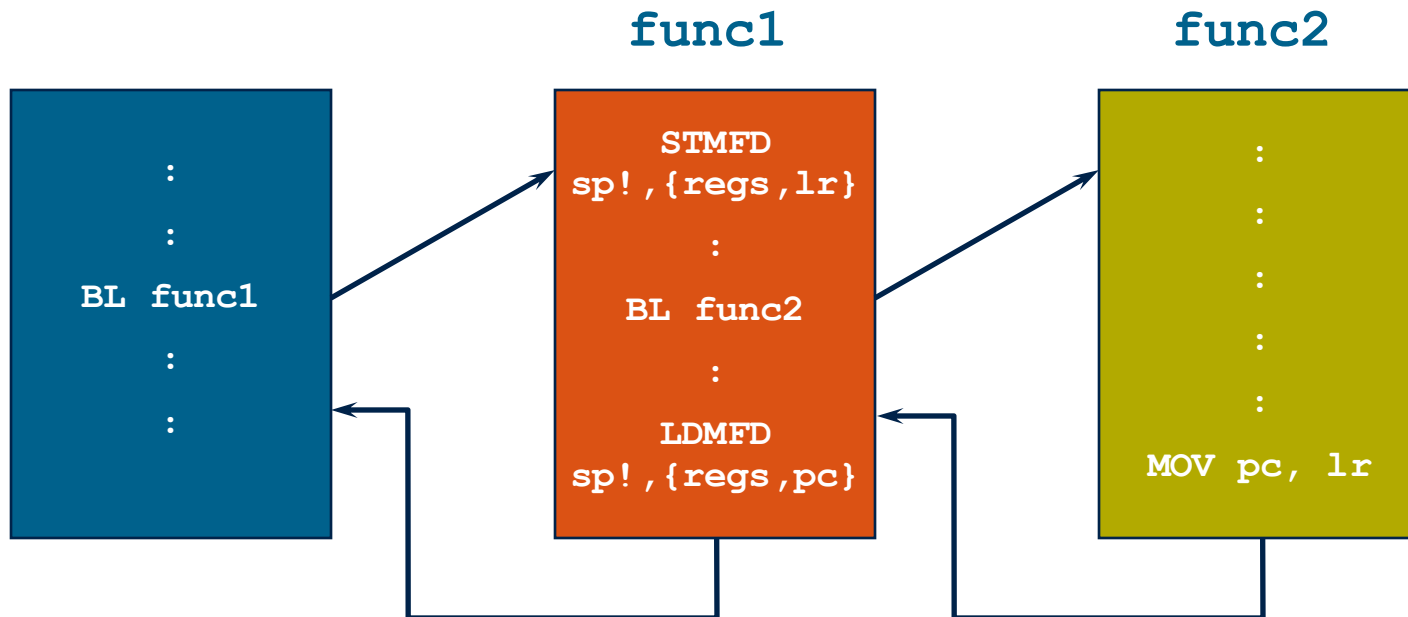 func1
func2
:
:
BL func1
:
:
STMFD
sp!,{regs,lr}
:
BL func2
:
LDMFD
sp!,{regs,pc}
:
:
:
:
:
MOV pc, lr